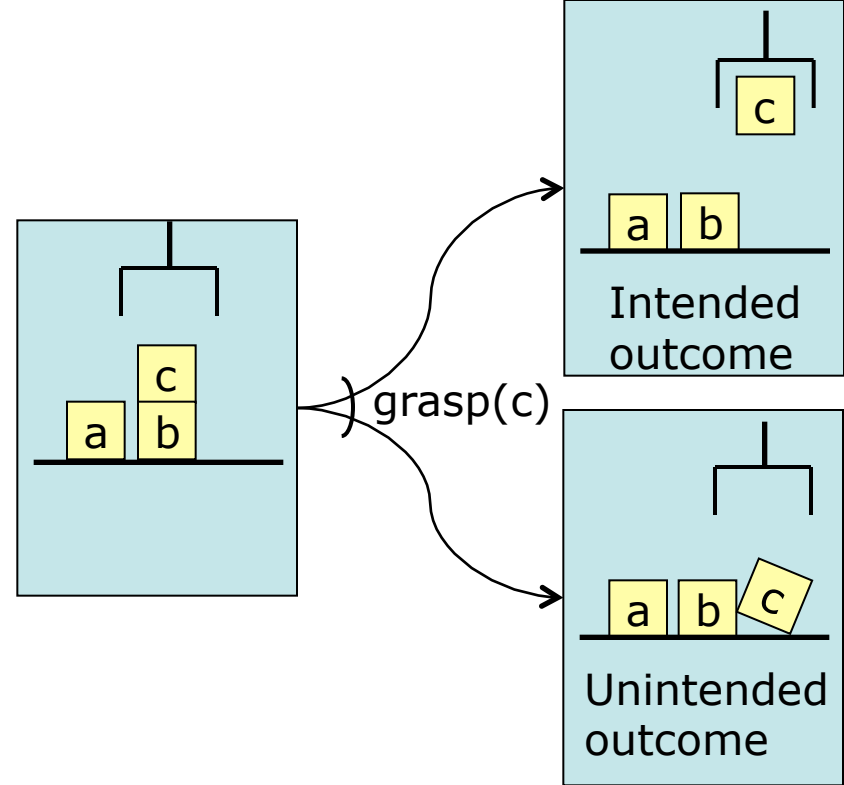 c
a b
grasp(c)
c
a b
Intended
outcome
a b c
Unintended
outcome